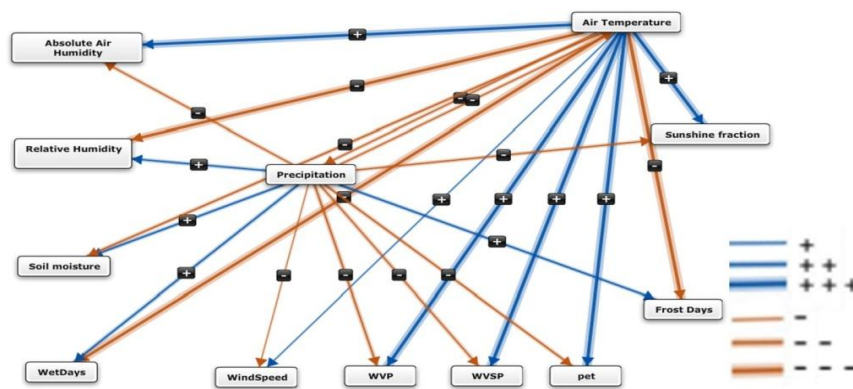 Air Temperature
Absolute Air
Humidity
+
+
-
-
-
-
-
Sunshine fraction
Relative Humidity
+
-
-
Precipitation
-
+
+
+
+
+
+
+
+ +
+ + +
Soil moisture
+
-
-
-
-
Frost Days
-
- -
- - -
WetDays
WindSpeed
WVP
WVSP
pet